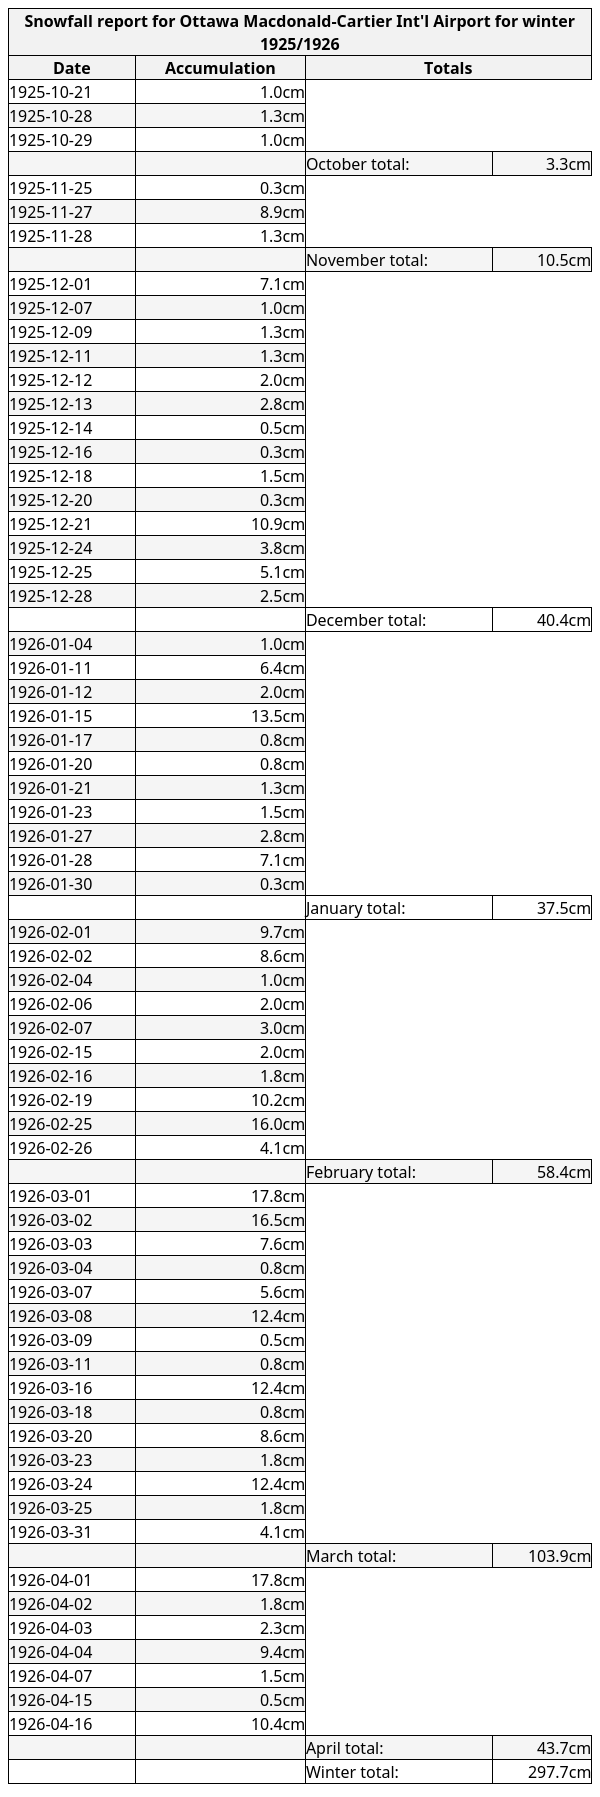 Snowfall report for Ottawa Macdonald-Cartier Int'l Airport for winter
1925/1926
Date Accumulation Totals
1925-10-21 1.0cm
1925-10-28 1.3cm
1925-10-29 1.0cm
October total: 3.3cm
1925-11-25 0.3cm
1925-11-27 8.9cm
1925-11-28 1.3cm
November total: 10.5cm
1925-12-01 7.1cm
1925-12-07 1.0cm
1925-12-09 1.3cm
1925-12-11 1.3cm
1925-12-12 2.0cm
1925-12-13 2.8cm
1925-12-14 0.5cm
1925-12-16 0.3cm
1925-12-18 1.5cm
1925-12-20 0.3cm
1925-12-21 10.9cm
1925-12-24 3.8cm
1925-12-25 5.1cm
1925-12-28 2.5cm
December total: 40.4cm
1926-01-04 1.0cm
1926-01-11 6.4cm
1926-01-12 2.0cm
1926-01-15 13.5cm
1926-01-17 0.8cm
1926-01-20 0.8cm
1926-01-21 1.3cm
1926-01-23 1.5cm
1926-01-27 2.8cm
1926-01-28 7.1cm
1926-01-30 0.3cm
January total: 37.5cm
1926-02-01 9.7cm
1926-02-02 8.6cm
1926-02-04 1.0cm
1926-02-06 2.0cm
1926-02-07 3.0cm
1926-02-15 2.0cm
1926-02-16 1.8cm
1926-02-19 10.2cm
1926-02-25 16.0cm
1926-02-26 4.1cm
February total: 58.4cm
1926-03-01 17.8cm
1926-03-02 16.5cm
1926-03-03 7.6cm
1926-03-04 0.8cm
1926-03-07 5.6cm
1926-03-08 12.4cm
1926-03-09 0.5cm
1926-03-11 0.8cm
1926-03-16 12.4cm
1926-03-18 0.8cm
1926-03-20 8.6cm
1926-03-23 1.8cm
1926-03-24 12.4cm
1926-03-25 1.8cm
1926-03-31 4.1cm
March total: 103.9cm
1926-04-01 17.8cm
1926-04-02 1.8cm
1926-04-03 2.3cm
1926-04-04 9.4cm
1926-04-07 1.5cm
1926-04-15 0.5cm
1926-04-16 10.4cm
April total: 43.7cm
Winter total: 297.7cm